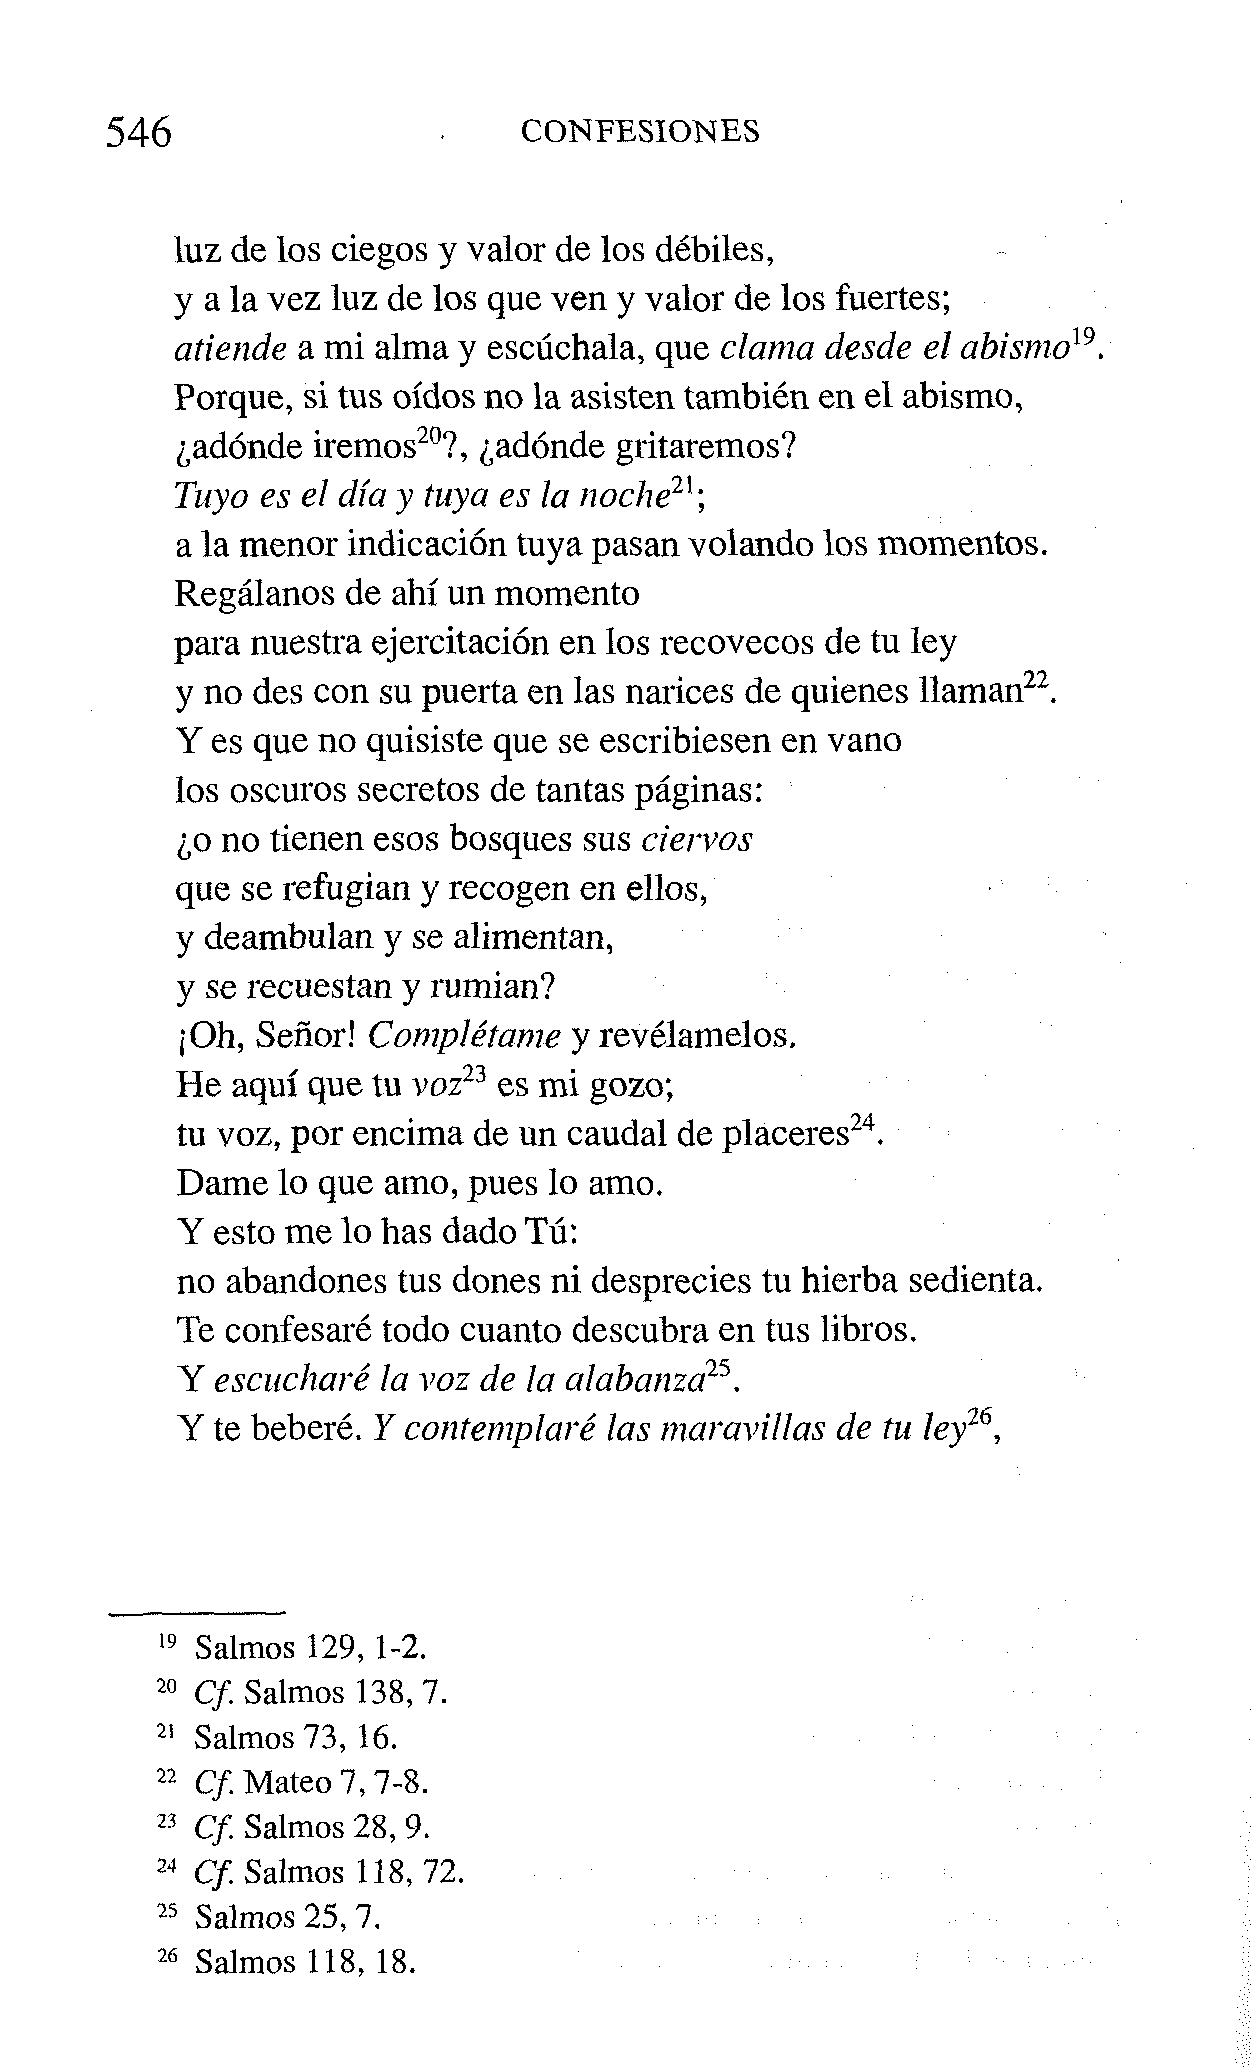 546 CONFESIONES
luz de los ciegos y valor de los débiles,
y a la vez luz de los que ven y valor de los fuertes;
atiende a mi alma y escúchala, que clama desde el abismo¹⁹.
Porque, si tus oídos no la asisten también en el abismo,
¿adónde iremos²⁰?, ¿adónde gritaremos?
Tuyo es el día y tuya es la noche²¹;
a la menor indicación tuya pasan volando los momentos.
Regálanos de ahí un momento
para nuestra ejercitación en los recovecos de tu ley
y no des con su puerta en las narices de quienes llaman²².
Y es que no quisiste que se escribiesen en vano
los oscuros secretos de tantas páginas:
¿o no tienen esos bosques sus ciervos
que se refugian y recogen en ellos,
y deambulan y se alimentan,
y se recuestan y rumian?
¡Oh, Señor! Complétame y revélamelos.
He aquí que tu voz²³ es mi gozo;
tu voz, por encima de un caudal de placeres²⁴.
Dame lo que amo, pues lo amo.
Y esto me lo has dado Tú:
no abandones tus dones ni desprecies tu hierba sedienta.
Te confesaré todo cuanto descubra en tus libros.
Y escucharé la voz de la alabanza²⁵.
Y te beberé. Y contemplaré las maravillas de tu ley²⁶,
¹⁹ Salmos 129, 1-2.
²⁰ Cf. Salmos 138, 7.
²¹ Salmos 73, 16.
²² Cf. Mateo 7, 7-8.
²³ Cf. Salmos 28, 9.
²⁴ Cf. Salmos 118, 72.
²⁵ Salmos 25, 7.
²⁶ Salmos 118, 18.